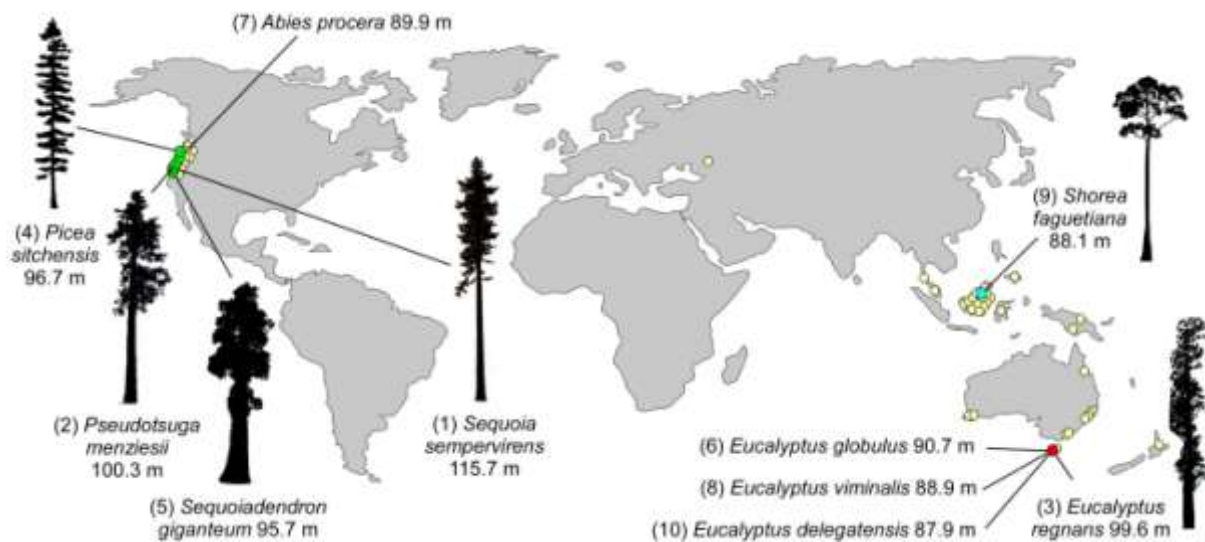 (7) Abies procera 89.9 m
(4) Picea
sitchensis
96.7 m
(2) Pseudotsuga
menziesii
100.3 m
(5) Sequoiadendron
giganteum 95.7 m
(1) Sequoia
sempervirens
115.7 m
(9) Shorea
faguetiana
88.1 m
(6) Eucalyptus globulus 90.7 m
(8) Eucalyptus viminalis 88.9 m
(10) Eucalyptus delegatensis 87.9 m
(3) Eucalyptus
regnans 99.6 m